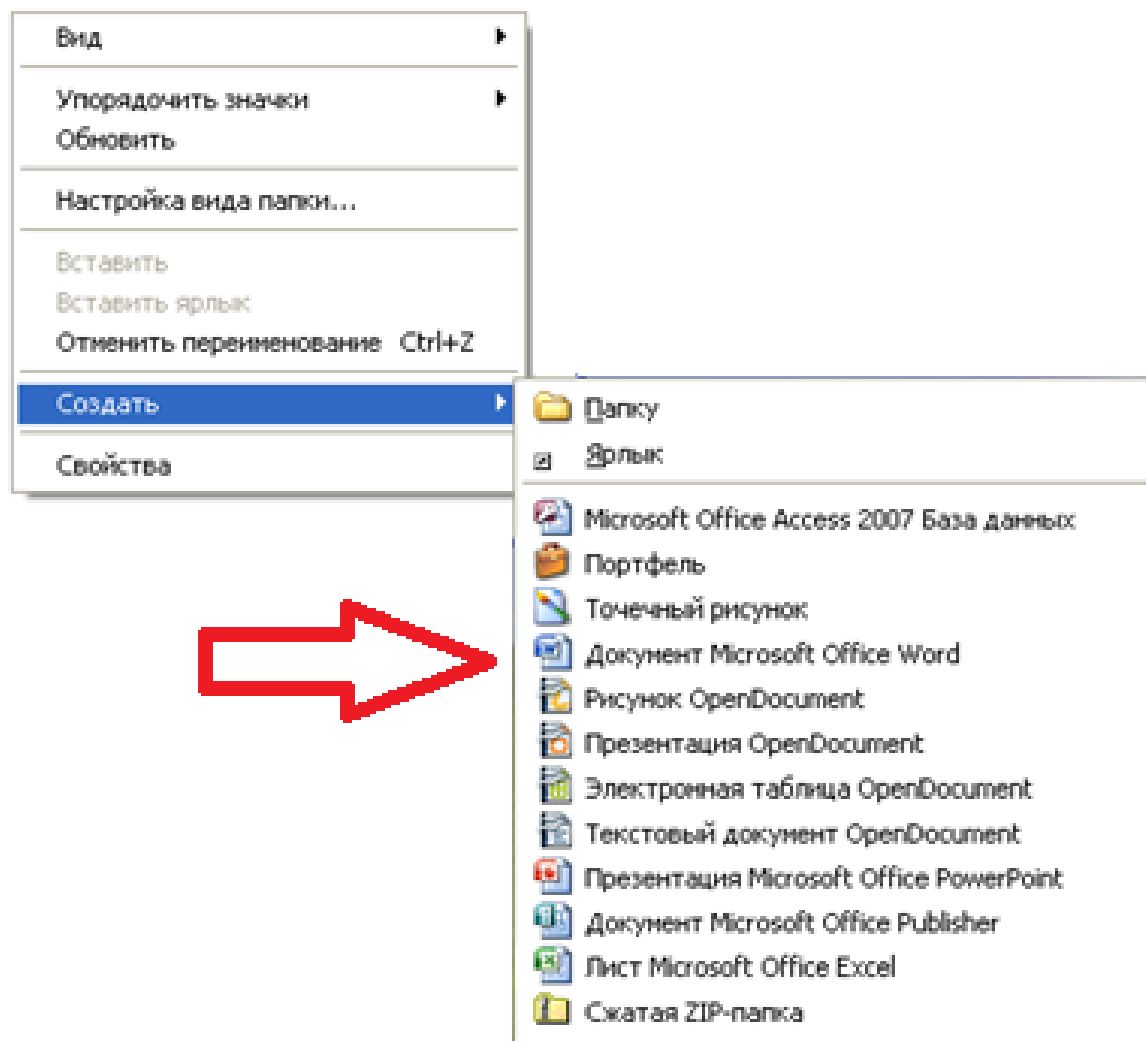 Вид
Упорядочить значки
Обновить
Настройка вида папки...
Вставить
Вставить ярлык
Отменить переименование Ctrl+Z
Создать
Свойства
Папку
Ярлык
Microsoft Office Access 2007 База данных
Портфель
Точечный рисунок
Документ Microsoft Office Word
Рисунок OpenDocument
Презентация OpenDocument
Электронная таблица OpenDocument
Текстовый документ OpenDocument
Презентация Microsoft Office PowerPoint
Документ Microsoft Office Publisher
Лист Microsoft Office Excel
Сжатая ZIP-папка